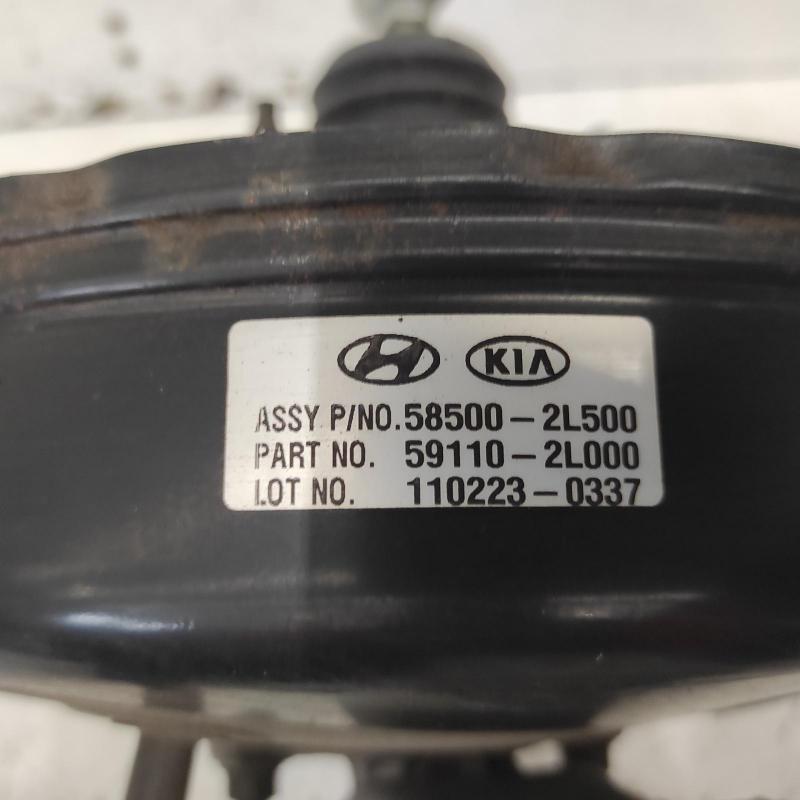 KIA
ASSY P/NO. 58500-2L500
PART NO. 59110-2L000
LOT NO. 110223-0337